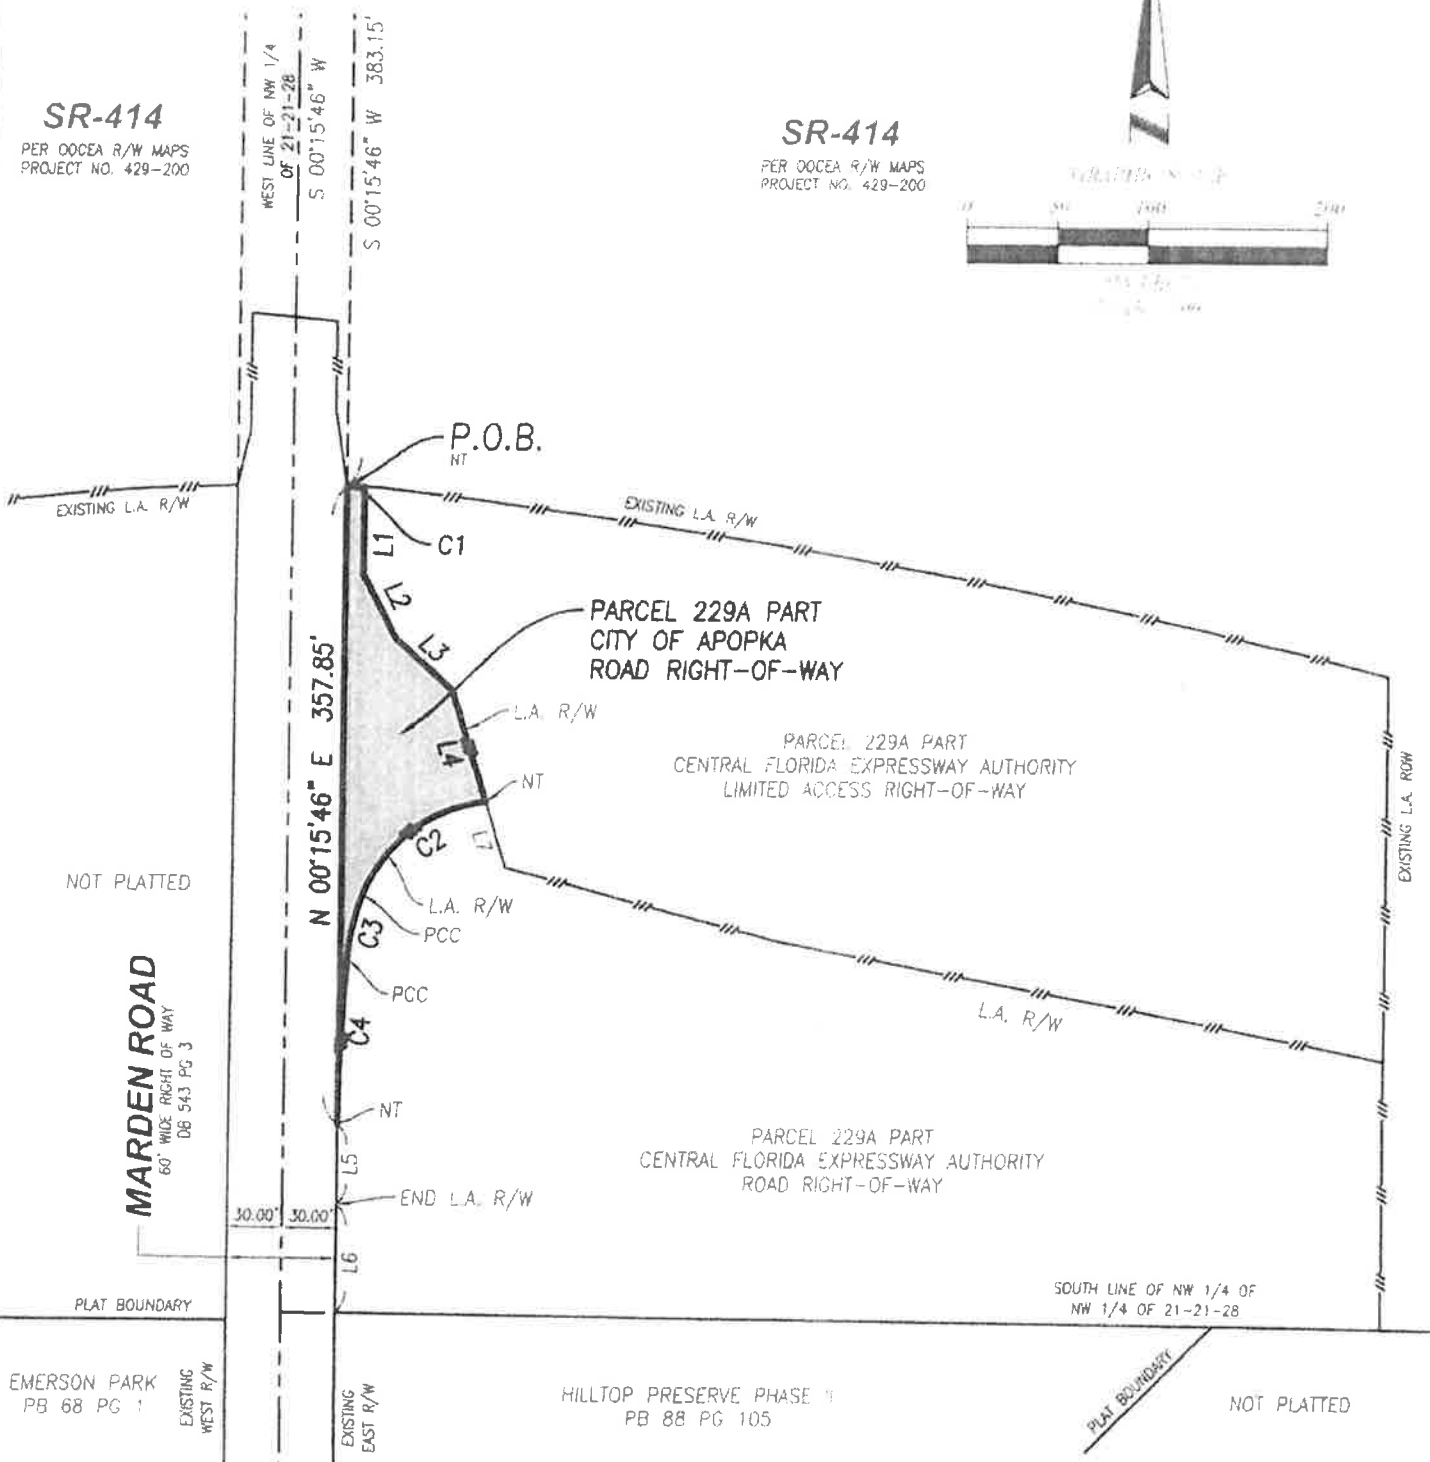 SR-414
PER OOCEA R/W MAPS
PROJECT NO. 429-200
WEST LINE OF NW 1/4
OF 21-21-28
S 00°15'46" W
S 00°15'46" W 383.15'
SR-414
PER OOCEA R/W MAPS
PROJECT NO. 429-200
0 50 100 200
P.O.B.
NT
EXISTING L.A. R/W
EXISTING L.A. R/W
C1
L1
L2
L3
PARCEL 229A PART
CITY OF APOPKA
ROAD RIGHT-OF-WAY
N 00°15'46" E 357.85'
L.A. R/W
L4
PARCEL 229A PART
CENTRAL FLORIDA EXPRESSWAY AUTHORITY
LIMITED ACCESS RIGHT-OF-WAY
EXISTING L.A. ROW
NT
C2
L7
NOT PLATTED
L.A. R/W
C3
PCC
PCC
MARDEN ROAD
60' WIDE RIGHT OF WAY
DB 543 PG 3
C4
L.A. R/W
NT
L5
PARCEL 229A PART
CENTRAL FLORIDA EXPRESSWAY AUTHORITY
ROAD RIGHT-OF-WAY
END L.A. R/W
30.00' 30.00'
L6
PLAT BOUNDARY
SOUTH LINE OF NW 1/4 OF
NW 1/4 OF 21-21-28
EMERSON PARK
PB 68 PG 1
EXISTING
WEST R/W
EXISTING
EAST R/W
HILLTOP PRESERVE PHASE
PB 88 PG 105
PLAT BOUNDARY
NOT PLATTED